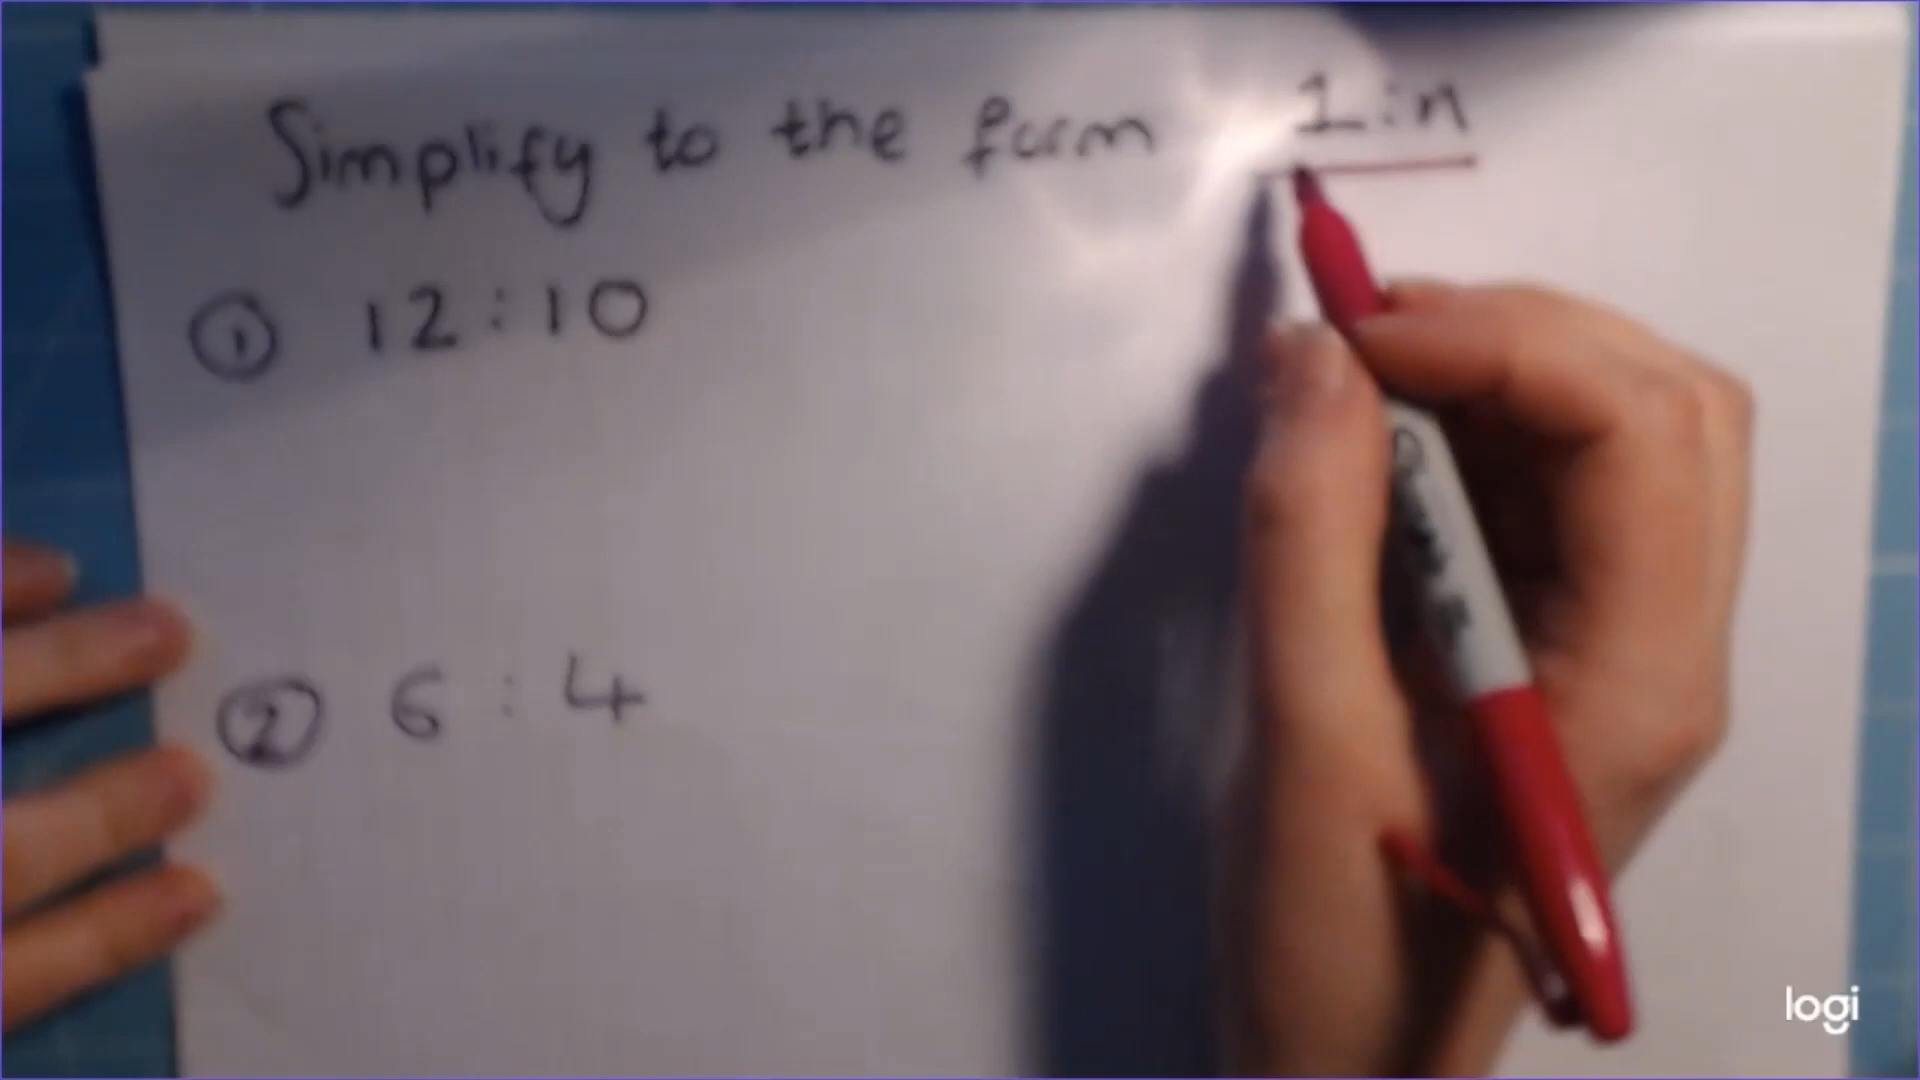 Simplify to the form 1:n
① 12:10
② 6:4
logi